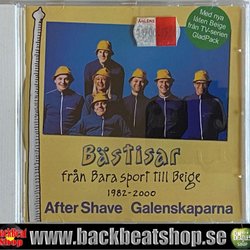 Med nya
låten Beige
från TV-serien
GladPack
Bästisar
från Bara sport till Beige
1982-2000
After Shave Galenskaparna
www.backbeatshop.se